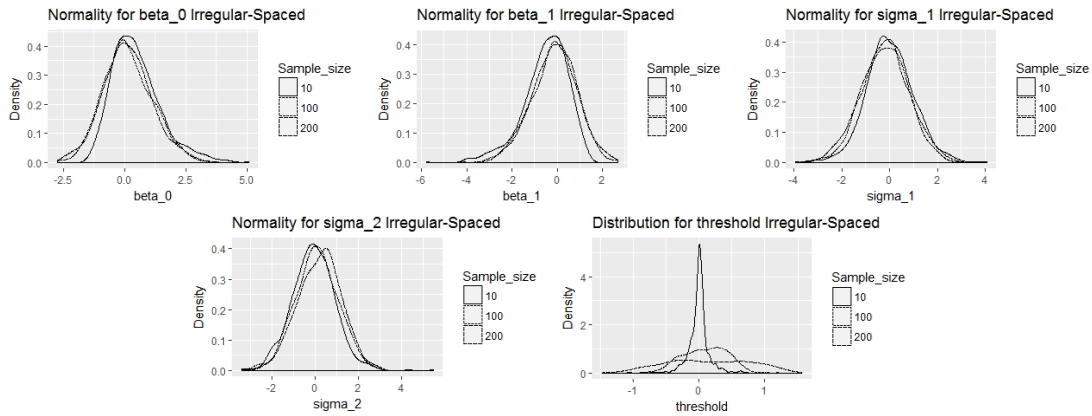 Normality for beta_0 Irregular-Spaced
Density
0.4
0.3
0.2
0.1
0.0
-2.5 0.0 2.5 5.0
beta_0
Sample_size
10
100
200
Normality for beta_1 Irregular-Spaced
Density
0.4
0.3
0.2
0.1
0.0
-6 -4 -2 0 2
beta_1
Sample_size
10
100
200
Normality for sigma_1 Irregular-Spaced
Density
0.4
0.3
0.2
0.1
0.0
-4 -2 0 2 4
sigma_1
Sample_size
10
100
200
Normality for sigma_2 Irregular-Spaced
Density
0.4
0.3
0.2
0.1
0.0
-2 0 2 4
sigma_2
Sample_size
10
100
200
Distribution for threshold Irregular-Spaced
Density
4
2
0
-1 0 1
threshold
Sample_size
10
100
200